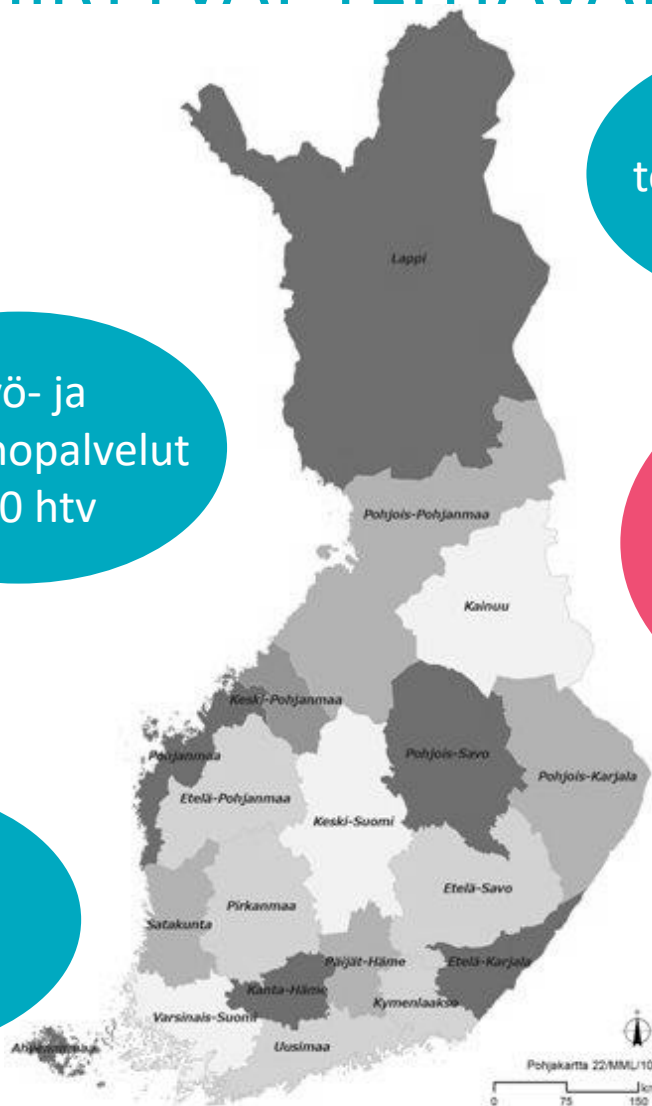 Lappi
ö- ja
nopalvelut
0 htv
Pohjois-Pohjanmaa
Kainuu
Keski-Pohjanmaa
Pohjanmaa
Pohjois-Savo
Pohjois-Karjala
Etelä-Pohjanmaa
Keski-Suomi
Etelä-Savo
Pirkanmaa
Satakunta
Päijät-Häme
Etelä-Karjala
Kanta-Häme
Kymenlaakso
Varsinais-Suomi
Uusimaa
Ahvenanmaa
Pohjakartta 22/MML/10
km
0 75 150